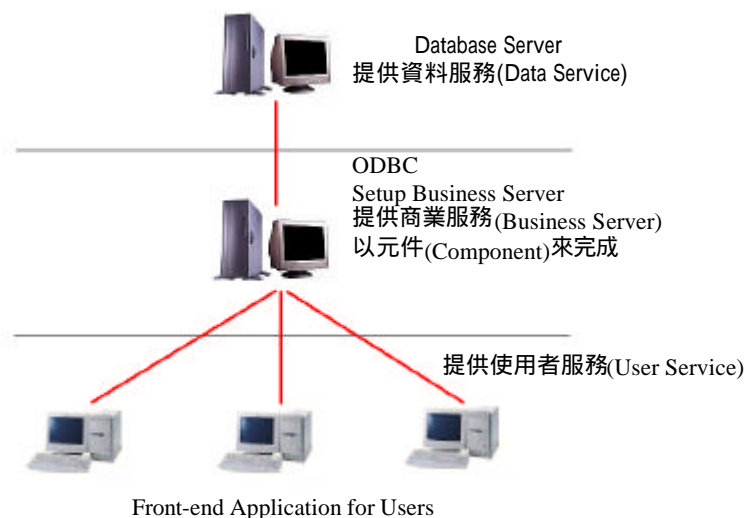 Database Server
提供資料服務(Data Service)
ODBC
Setup Business Server
提供商業服務(Business Server)
以元件(Component)來完成
提供使用者服務(User Service)
Front-end Application for Users